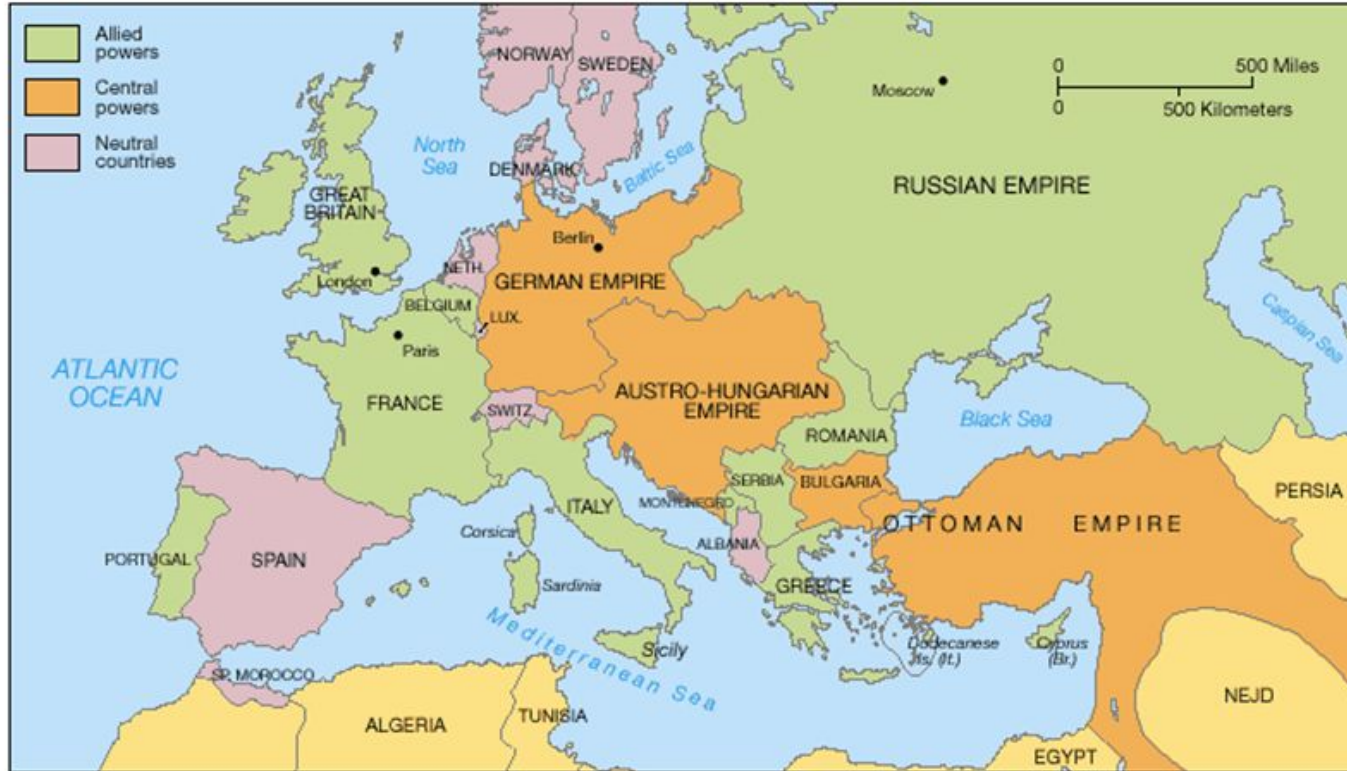 Allied
powers
Central
powers
Neutral
countries
NORWAY
SWEDEN
0
500 Miles
0
500 Kilometers
Moscow
North
Sea
DENMARK
Baltic Sea
RUSSIAN EMPIRE
GREAT
BRITAIN
London
Berlin
NETH.
GERMAN EMPIRE
BELGIUM
LUX.
Paris
Caspian Sea
ATLANTIC
OCEAN
FRANCE
SWITZ.
AUSTRO-HUNGARIAN
EMPIRE
Black Sea
ROMANIA
SERBIA
BULGARIA
MONTENEGRO
ITALY
PERSIA
OTTOMAN EMPIRE
Corsica
ALBANIA
PORTUGAL
SPAIN
Sardinia
GREECE
Mediterranean Sea
Sicily
Dodecanese
Is. (It.)
Cyprus
(Br.)
SP. MOROCCO
NEJD
ALGERIA
TUNISIA
EGYPT